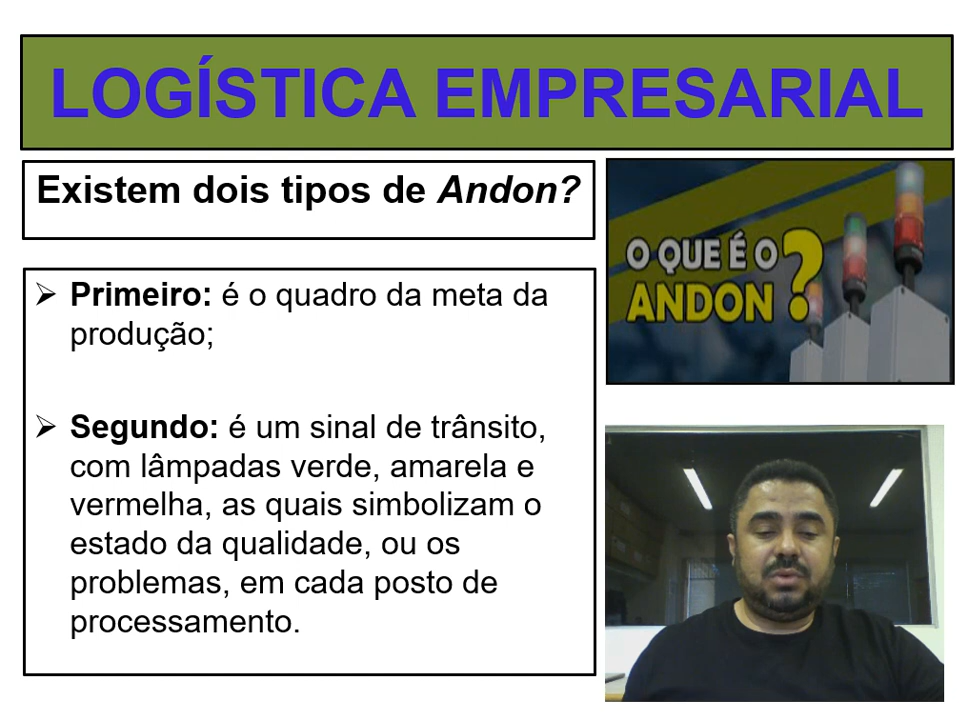 LOGÍSTICA EMPRESARIAL
Existem dois tipos de Andon?
O QUE É O
ANDON ?
➢ Primeiro: é o quadro da meta da
produção;
➢ Segundo: é um sinal de trânsito,
com lâmpadas verde, amarela e
vermelha, as quais simbolizam o
estado da qualidade, ou os
problemas, em cada posto de
processamento.